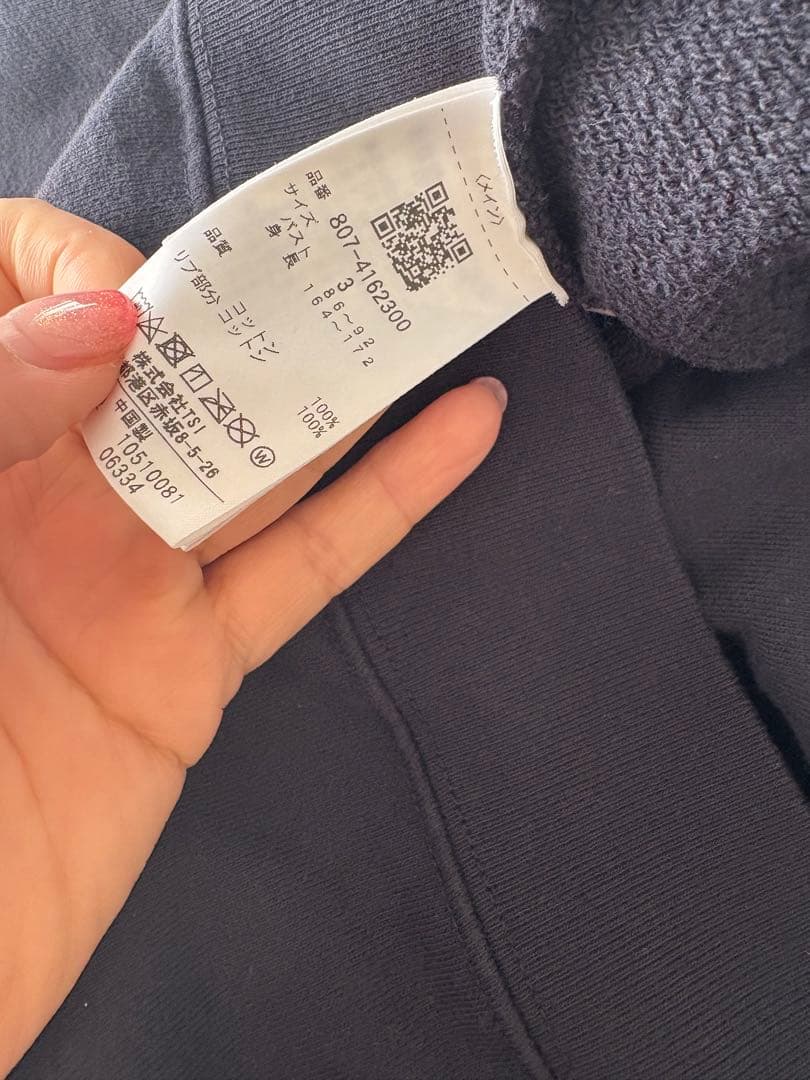 〈メイン〉
品番 807-4162300
サイズ 3
バスト 86〜92
身長 164〜172
品質 コットン 100%
リブ部分 コットン 100%
W
株式会社TSI
都港区赤坂8-5-26
中国製
10510081
06334